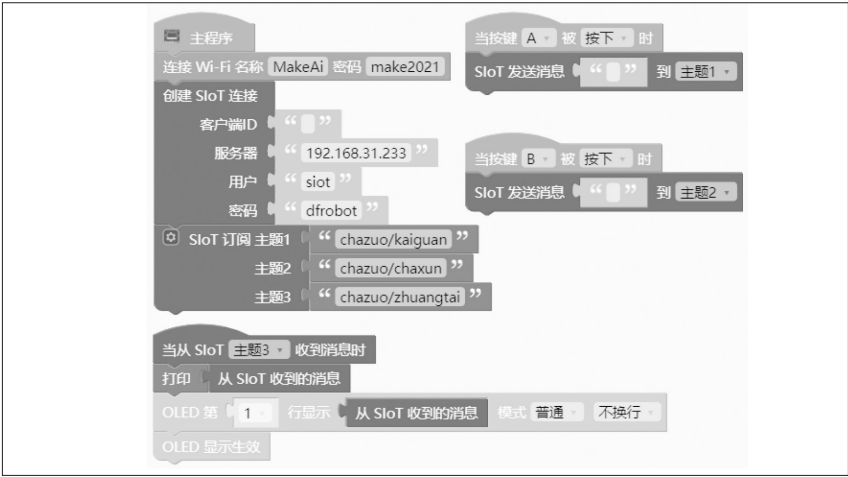 主程序
连接 Wi-Fi 名称 MakeAi 密码 make2021
创建 SIoT 连接
客户端ID “ ”
服务器 “ 192.168.31.233 ”
用户 “ siot ”
密码 “ dfrobot ”
SIoT 订阅 主题1 “ chazuo/kaiguan ”
主题2 “ chazuo/chaxun ”
主题3 “ chazuo/zhuangtai ”
当按键 A 被 按下 时
SIoT 发送消息 “ ” 到 主题1
当按键 B 被 按下 时
SIoT 发送消息 “ ” 到 主题2
当从 SIoT 主题3 收到消息时
打印 从 SIoT 收到的消息
OLED 第 1 行显示 从 SIoT 收到的消息 模式 普通 不换行
OLED 显示生效